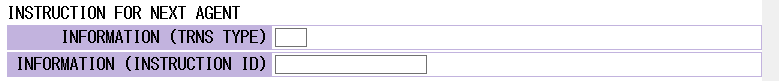 INSTRUCTION FOR NEXT AGENT
INFORMATION (TRNS TYPE)
INFORMATION (INSTRUCTION ID)